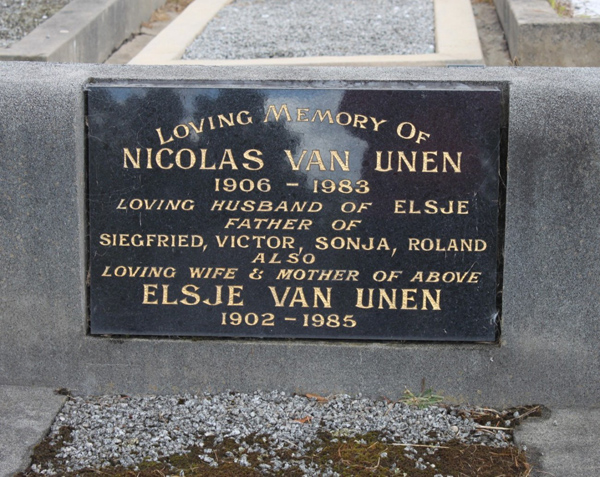 LOVING MEMORY OF
NICOLAS VAN UNEN
1906 – 1983
LOVING HUSBAND OF ELSJE
FATHER OF
SIEGFRIED, VICTOR, SONJA, ROLAND
ALSO
LOVING WIFE & MOTHER OF ABOVE
ELSJE VAN UNEN
1902 – 1985